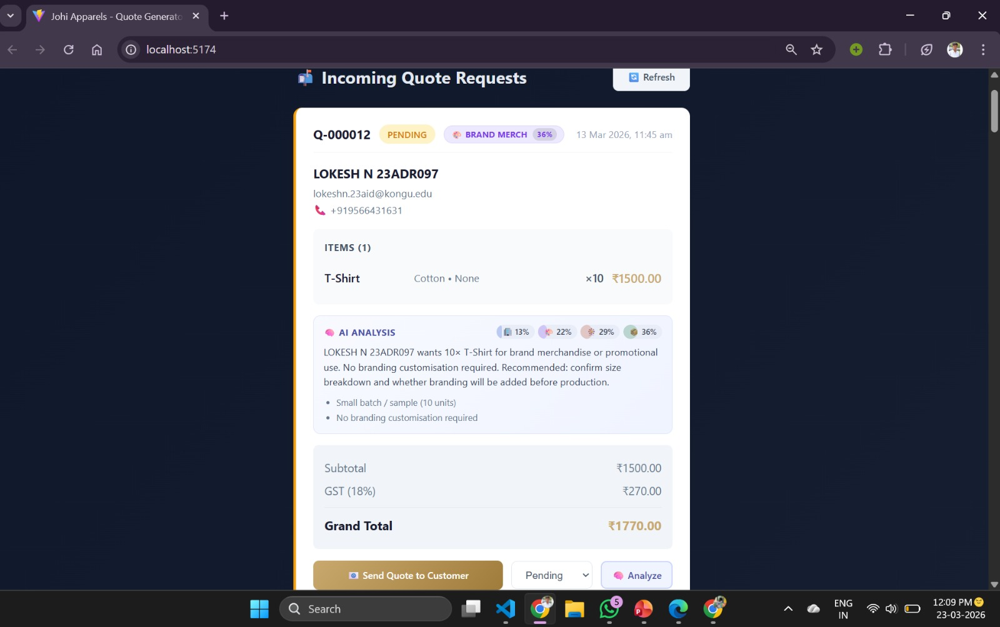 Johi Apparels - Quote Generato
localhost:5174
Incoming Quote Requests
Refresh
Q-000012 PENDING BRAND MERCH 36% 13 Mar 2026, 11:45 am
LOKESH N 23ADR097
lokeshn.23aid@kongu.edu
+919566431631
ITEMS (1)
T-Shirt Cotton • None ×10 ₹1500.00
AI ANALYSIS 13% 22% 29% 36%
LOKESH N 23ADR097 wants 10× T-Shirt for brand merchandise or promotional
use. No branding customisation required. Recommended: confirm size
breakdown and whether branding will be added before production.
• Small batch / sample (10 units)
• No branding customisation required
Subtotal ₹1500.00
GST (18%) ₹270.00
Grand Total ₹1770.00
Send Quote to Customer Pending Analyze
Search
5
ENG
IN
12:09 PM
23-03-2026